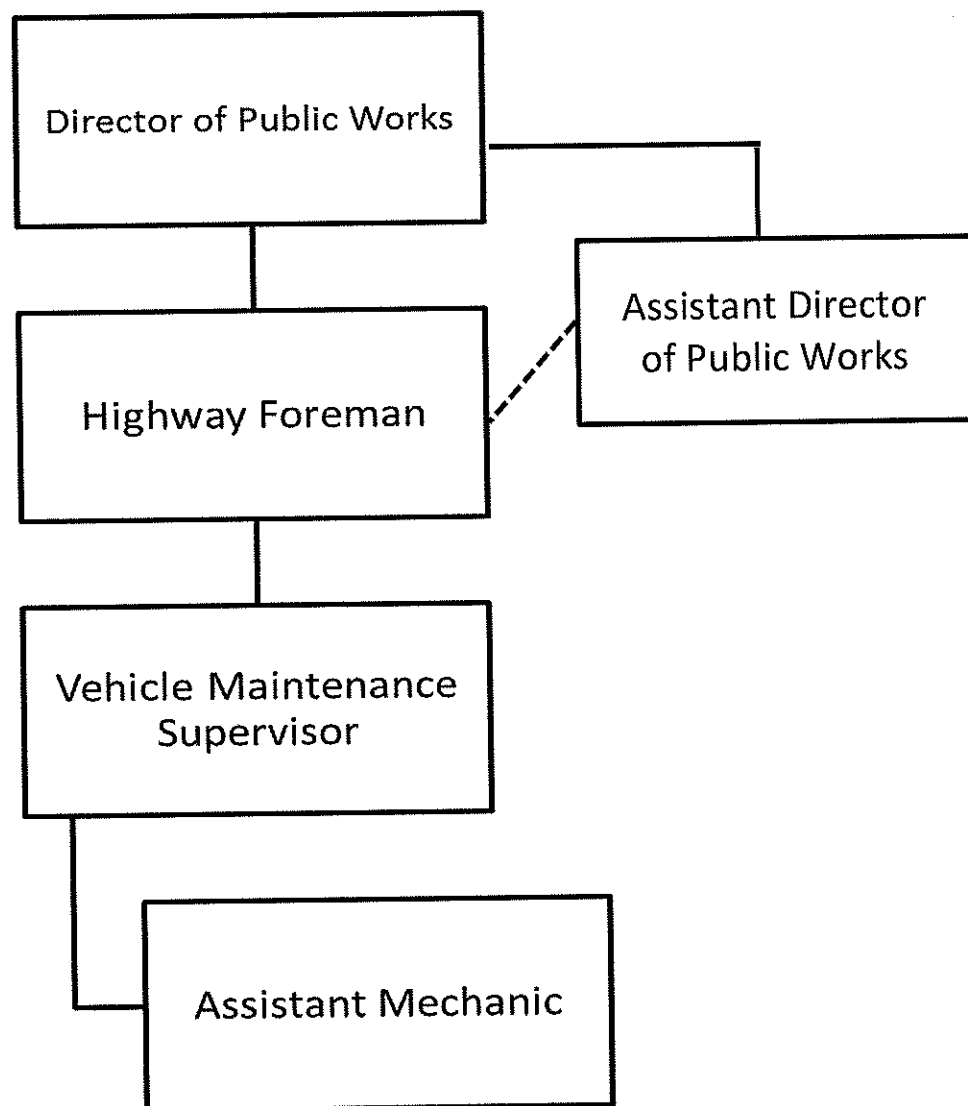 Director of Public Works
Assistant Director
of Public Works
Highway Foreman
Vehicle Maintenance
Supervisor
Assistant Mechanic